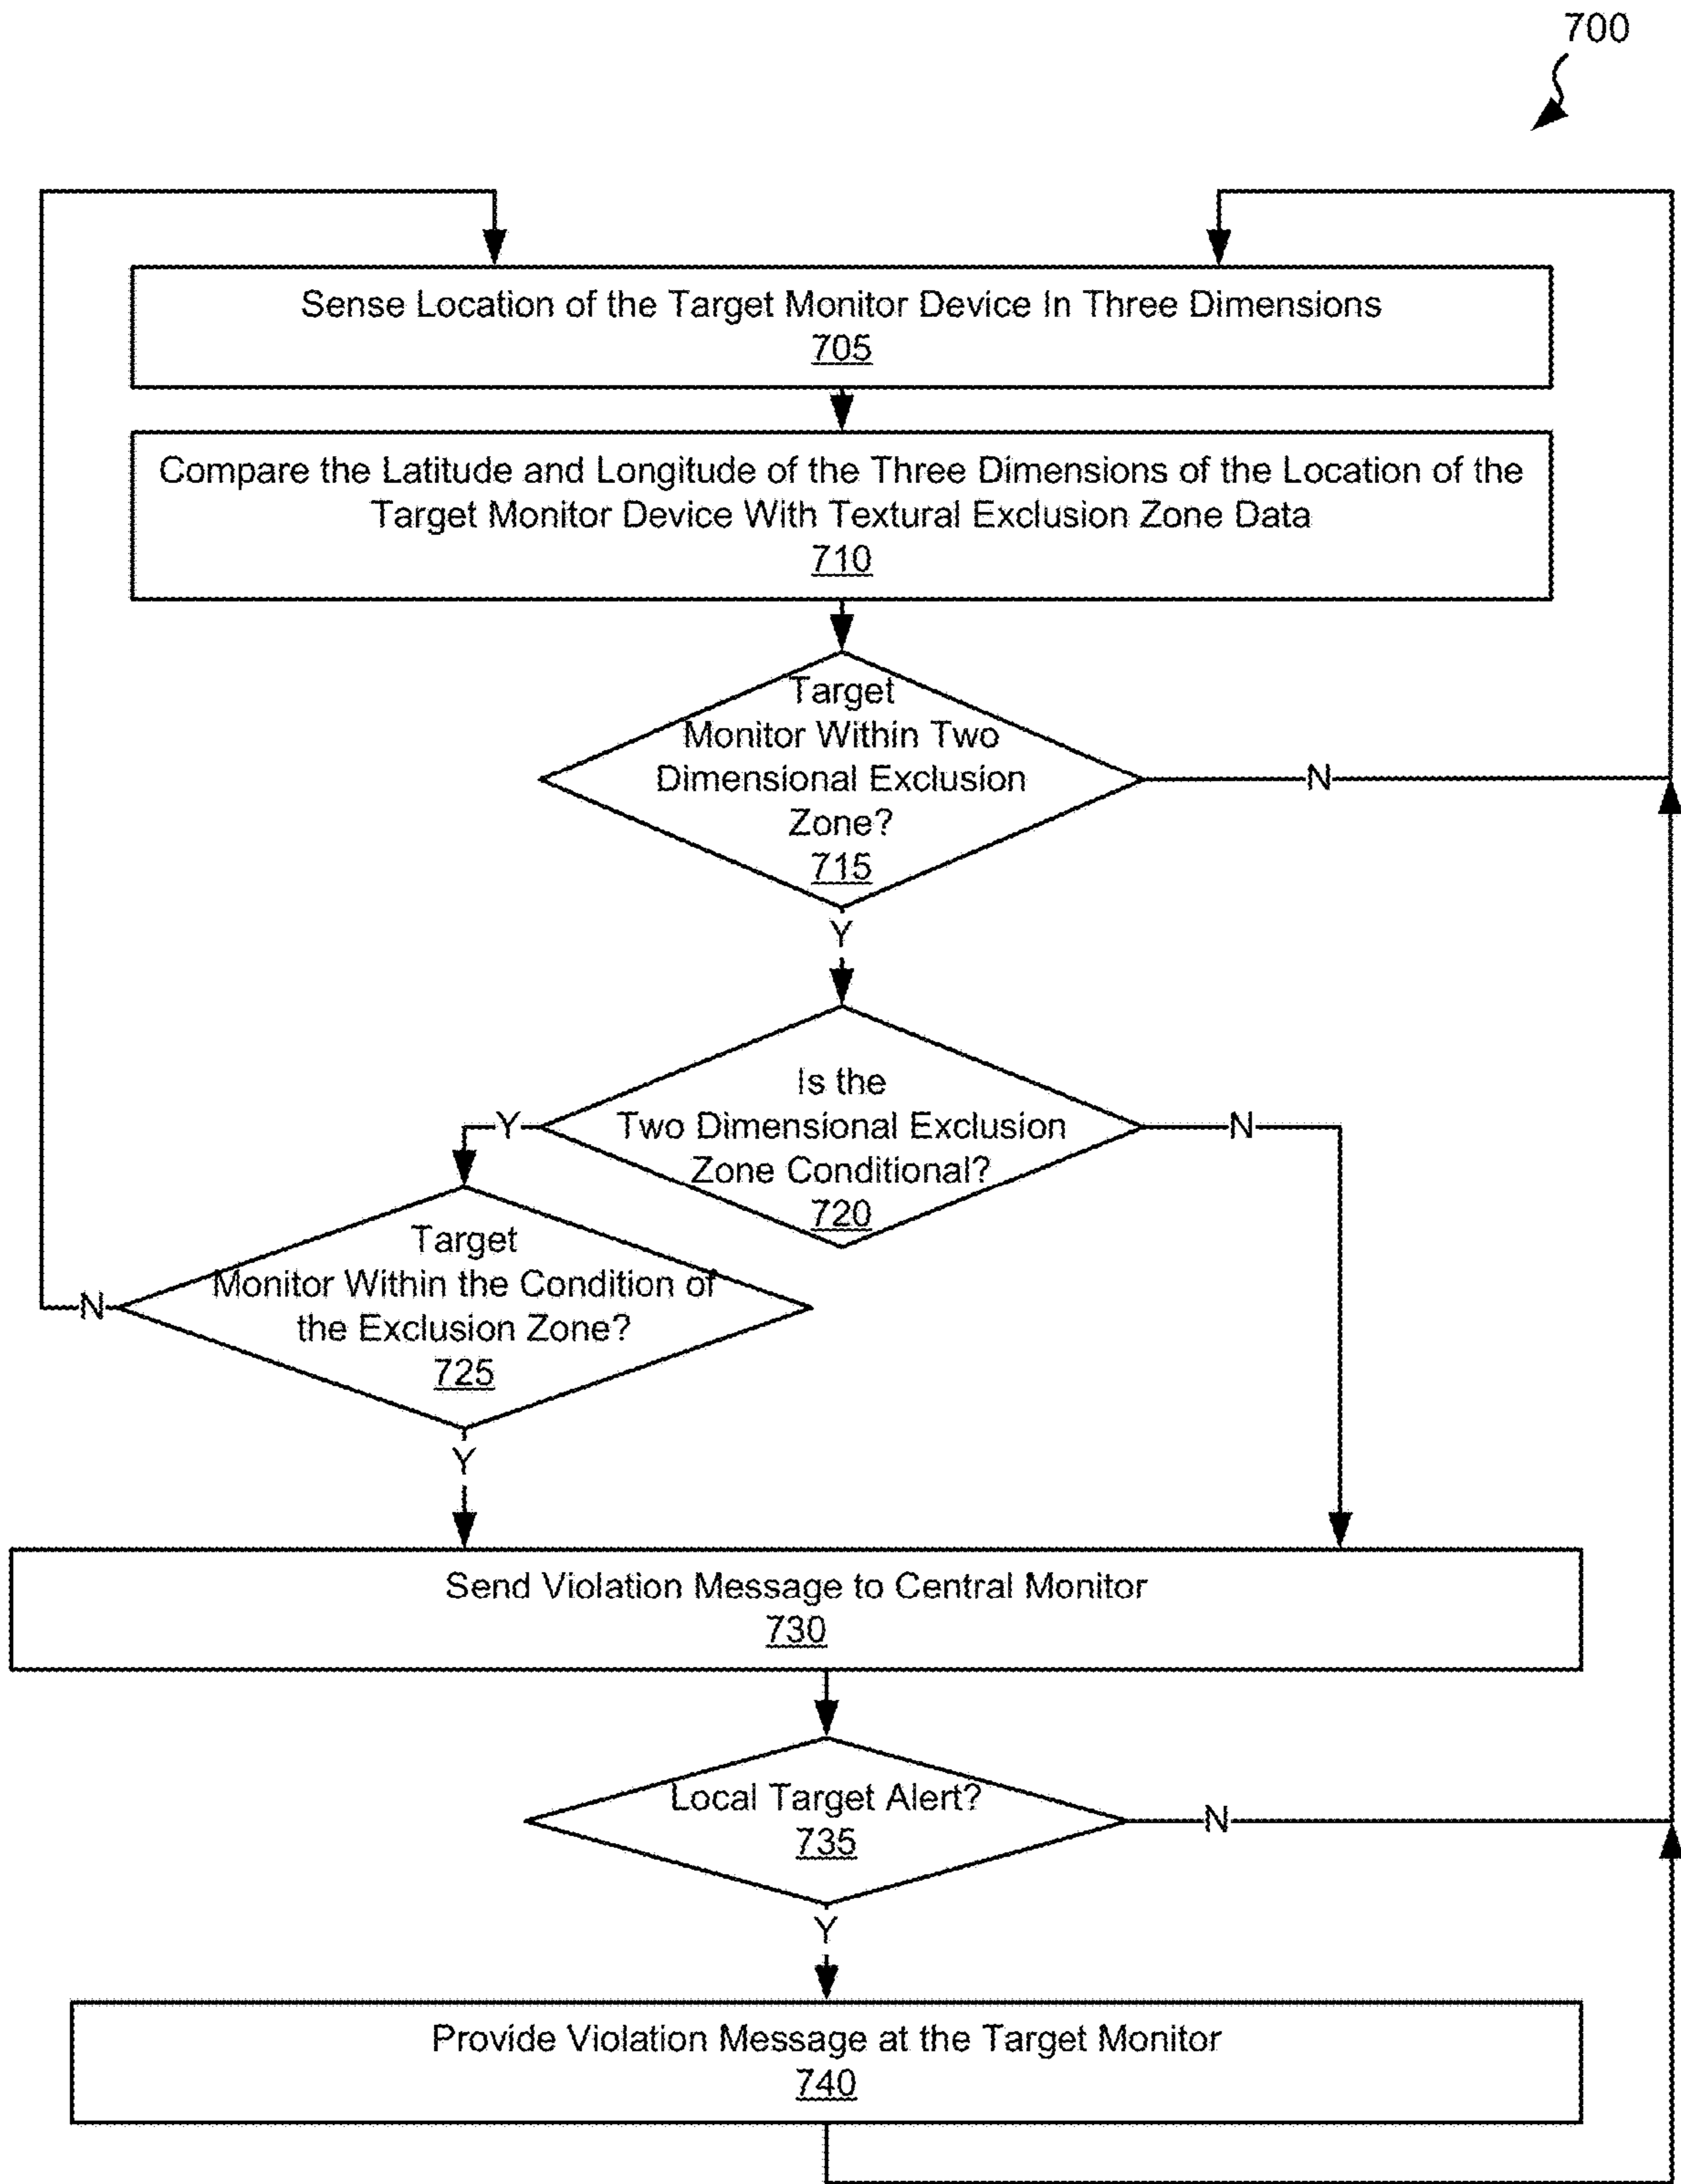 700
Sense Location of the Target Monitor Device In Three Dimensions
705
Compare the Latitude and Longitude of the Three Dimensions of the Location of the
Target Monitor Device With Textural Exclusion Zone Data
710
Target
Monitor Within Two
Dimensional Exclusion
Zone?
715
N
Y
Is the
Two Dimensional Exclusion
Zone Conditional?
720
Y
N
Target
Monitor Within the Condition of
the Exclusion Zone?
725
N
Y
Send Violation Message to Central Monitor
730
Local Target Alert?
735
N
Y
Provide Violation Message at the Target Monitor
740